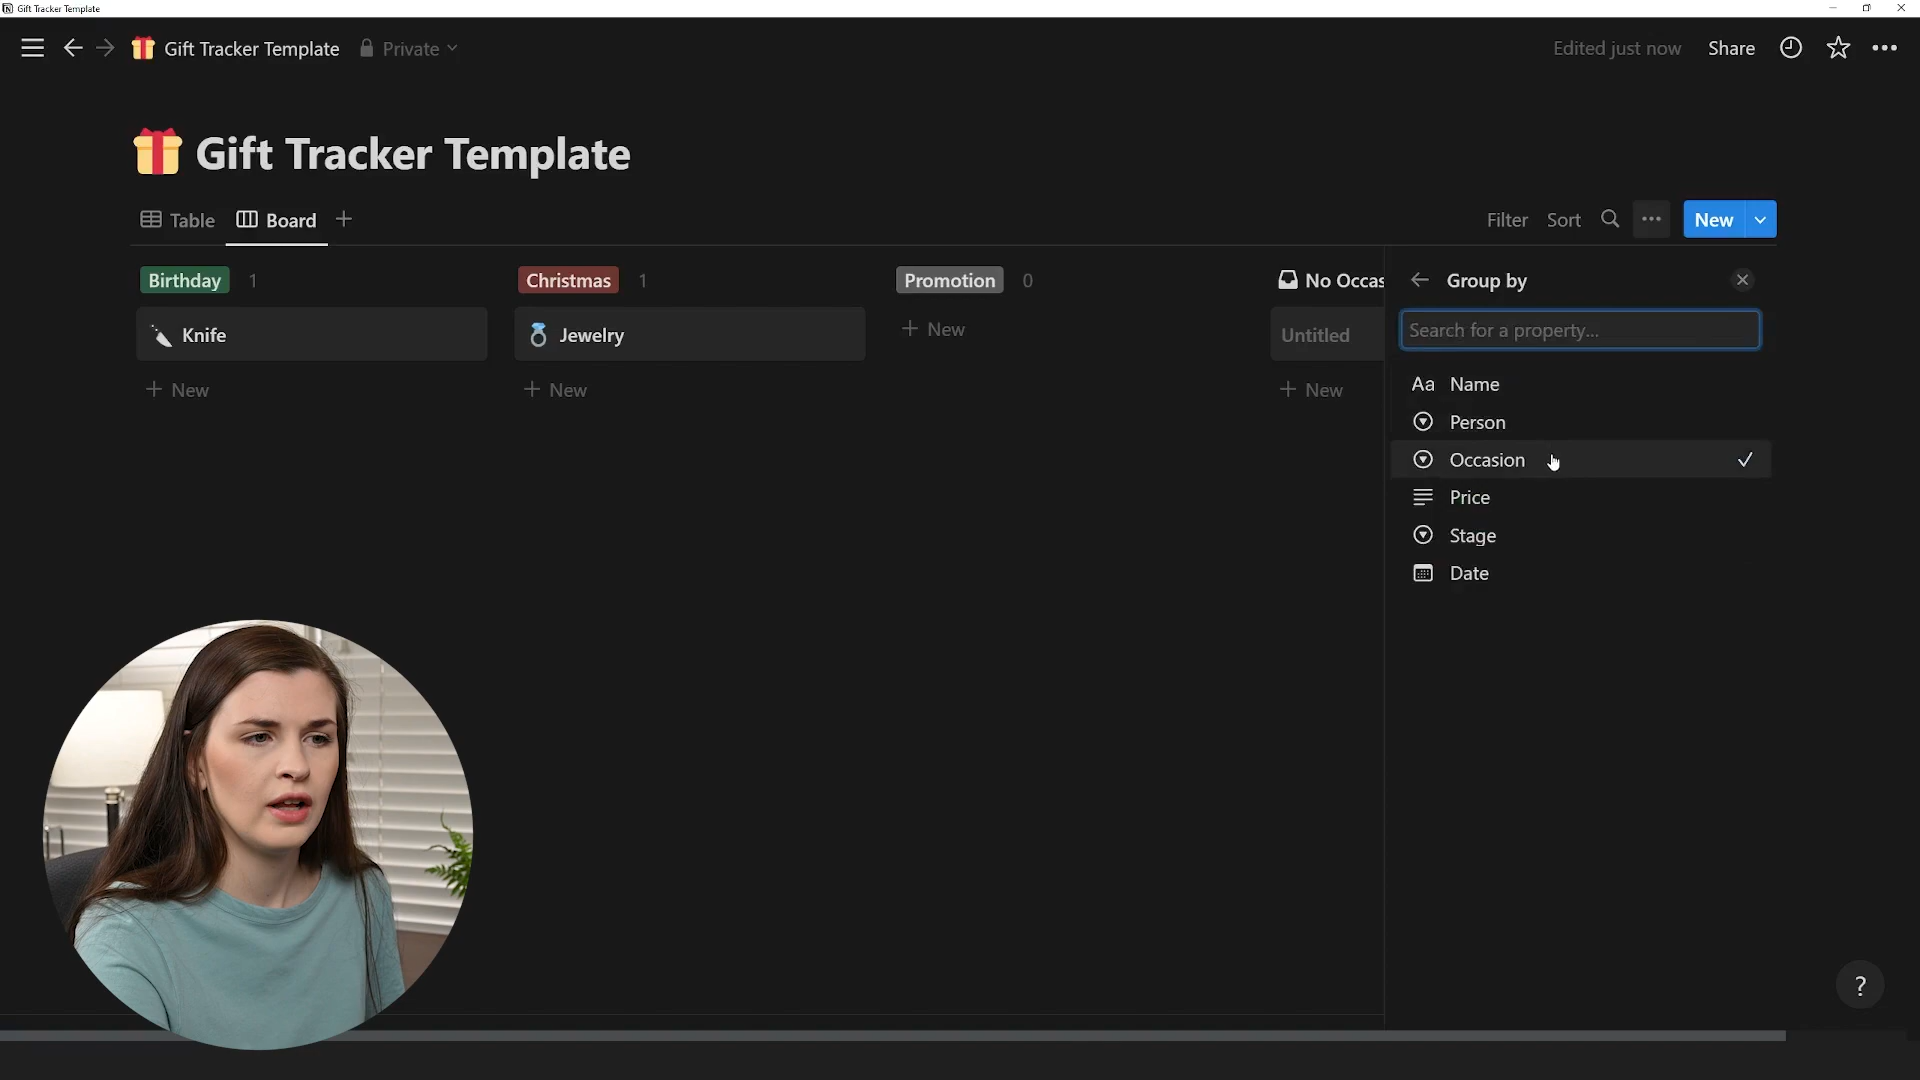 Gift Tracker Template
Gift Tracker Template Private
Edited just now Share
Gift Tracker Template
Table Board
Filter Sort New
Birthday 1
Christmas 1
Promotion 0
No Occas
Knife
New
Jewelry
New
New
Untitled
New
Group by
Search for a property...
Aa Name
Person
Occasion
Price
Stage
Date
?